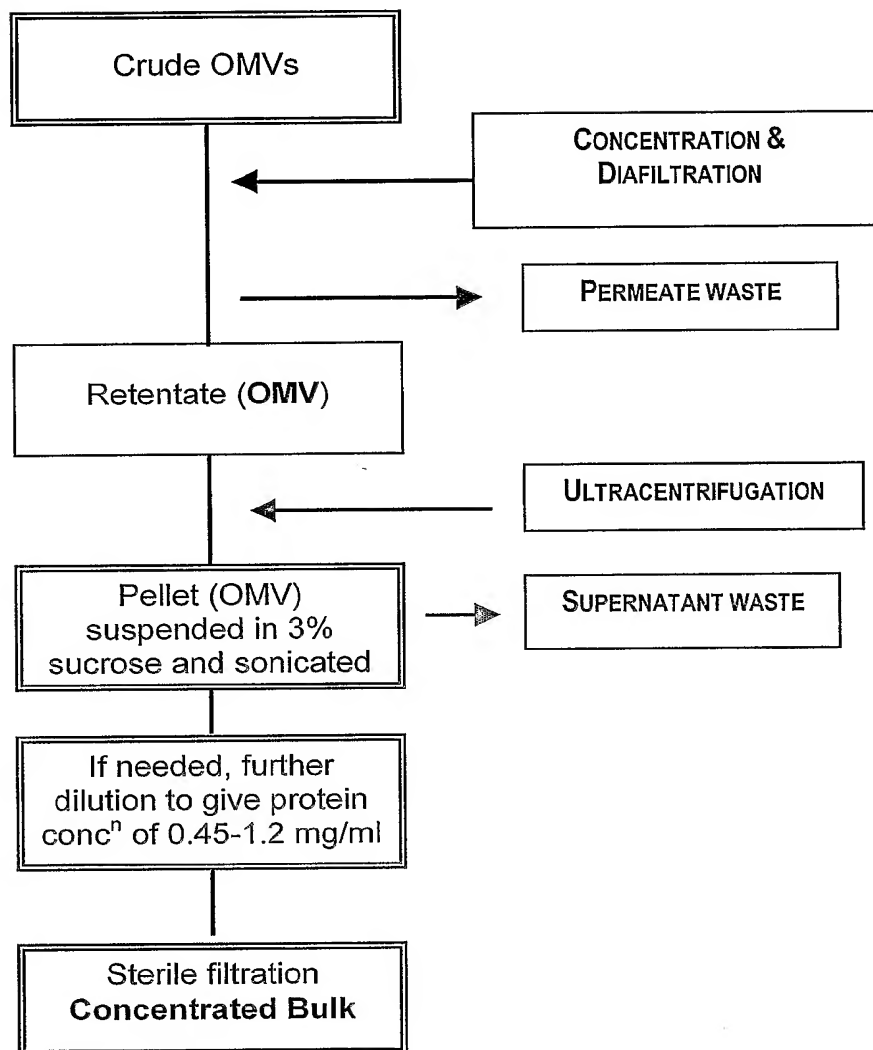 Crude OMVs
CONCENTRATION &
DIAFILTRATION
PERMEATE WASTE
Retentate (OMV)
ULTRACENTRIFUGATION
Pellet (OMV)
suspended in 3%
sucrose and sonicated
SUPERNATANT WASTE
If needed, further
dilution to give protein
concⁿ of 0.45-1.2 mg/ml
Sterile filtration
Concentrated Bulk